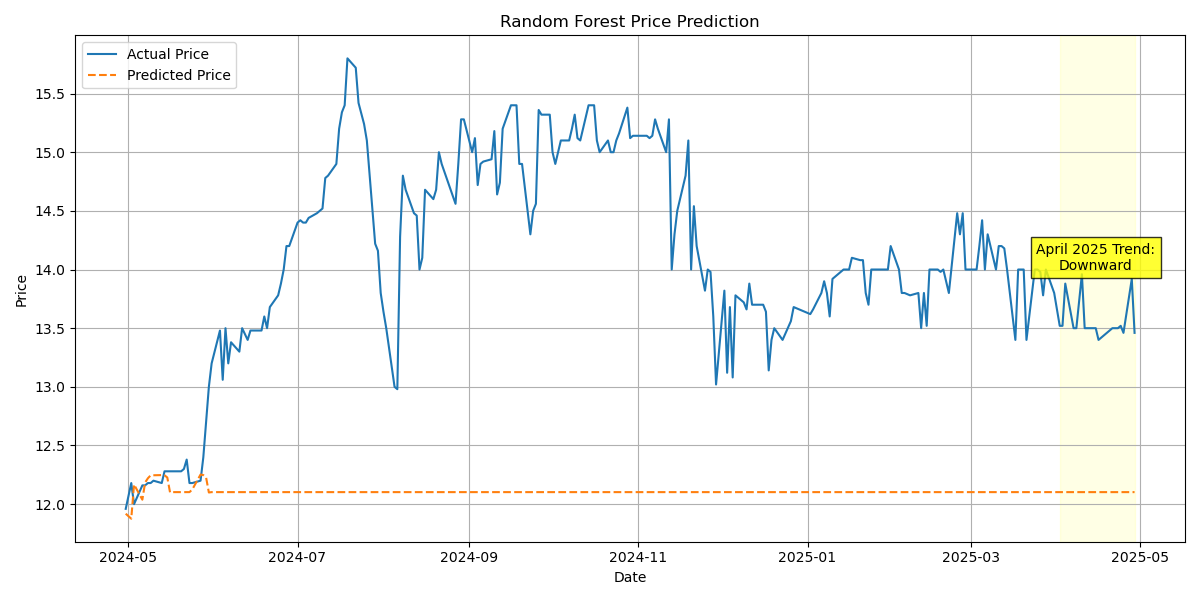 Random Forest Price Prediction
Actual Price
Predicted Price
April 2025 Trend:
Downward
Price
15.5
15.0
14.5
14.0
13.5
13.0
12.5
12.0
2024-05
2024-07
2024-09
2024-11
2025-01
2025-03
2025-05
Date